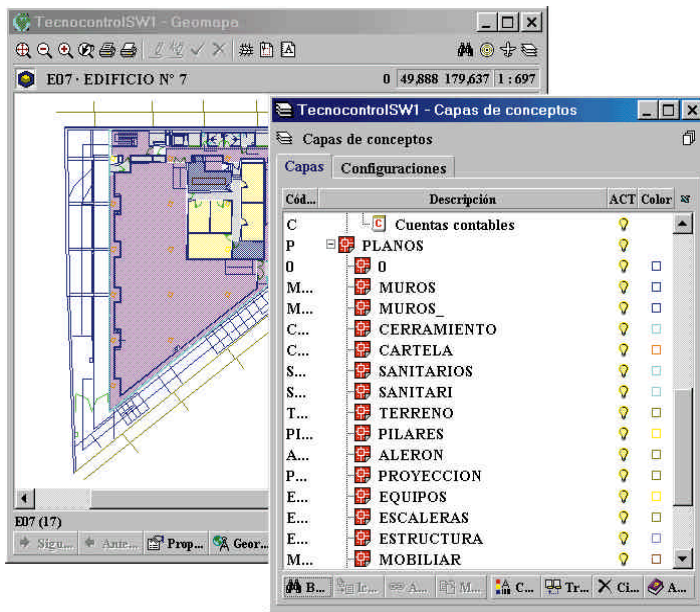 TecnocontrolSW1 - Geomapa
E07 · EDIFICIO N° 7 0 49,888 179,637 1 : 697
TecnocontrolSW1 - Capas de conceptos
Capas de conceptos
Capas Configuraciones
Cód... Descripción ACT Color
C C Cuentas contables
P PLANOS
0 0
M... MUROS
M... MUROS_
C... CERRAMIENTO
C... CARTELA
S... SANITARIOS
S... SANITARI
T... TERRENO
PI... PILARES
A... ALERON
P... PROYECCION
E... EQUIPOS
E... ESCALERAS
E... ESTRUCTURA
M... MOBILIAR
E07 (17)
Sigu... Ante... Prop... Geor...
B... Ir... A... M... C... Tr... Ci... A...